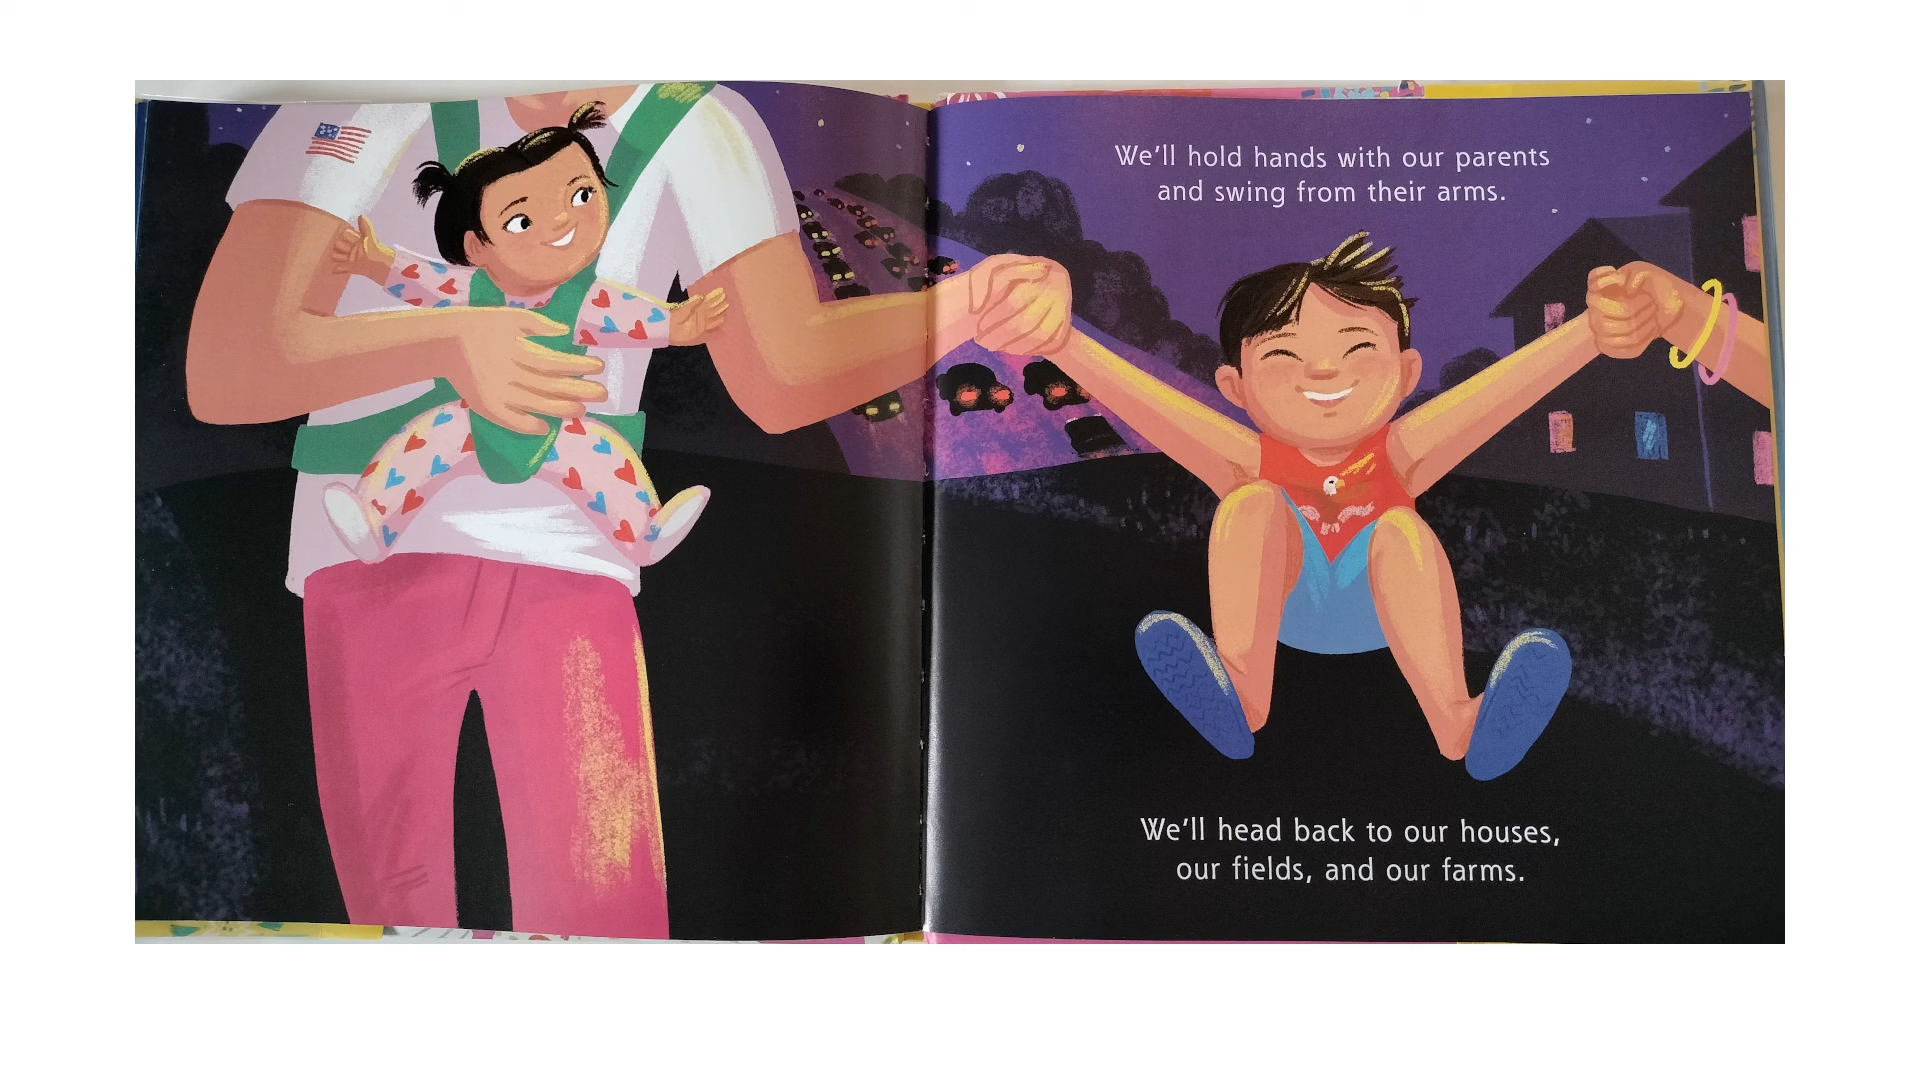 We'll hold hands with our parents
and swing from their arms.
We'll head back to our houses,
our fields, and our farms.